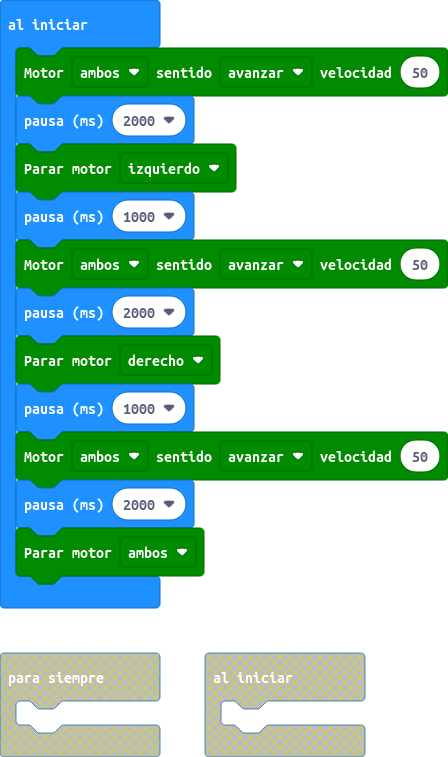 al iniciar
Motor ambos sentido avanzar velocidad 50
pausa (ms) 2000
Parar motor izquierdo
pausa (ms) 1000
Motor ambos sentido avanzar velocidad 50
pausa (ms) 2000
Parar motor derecho
pausa (ms) 1000
Motor ambos sentido avanzar velocidad 50
pausa (ms) 2000
Parar motor ambos
para siempre
al iniciar